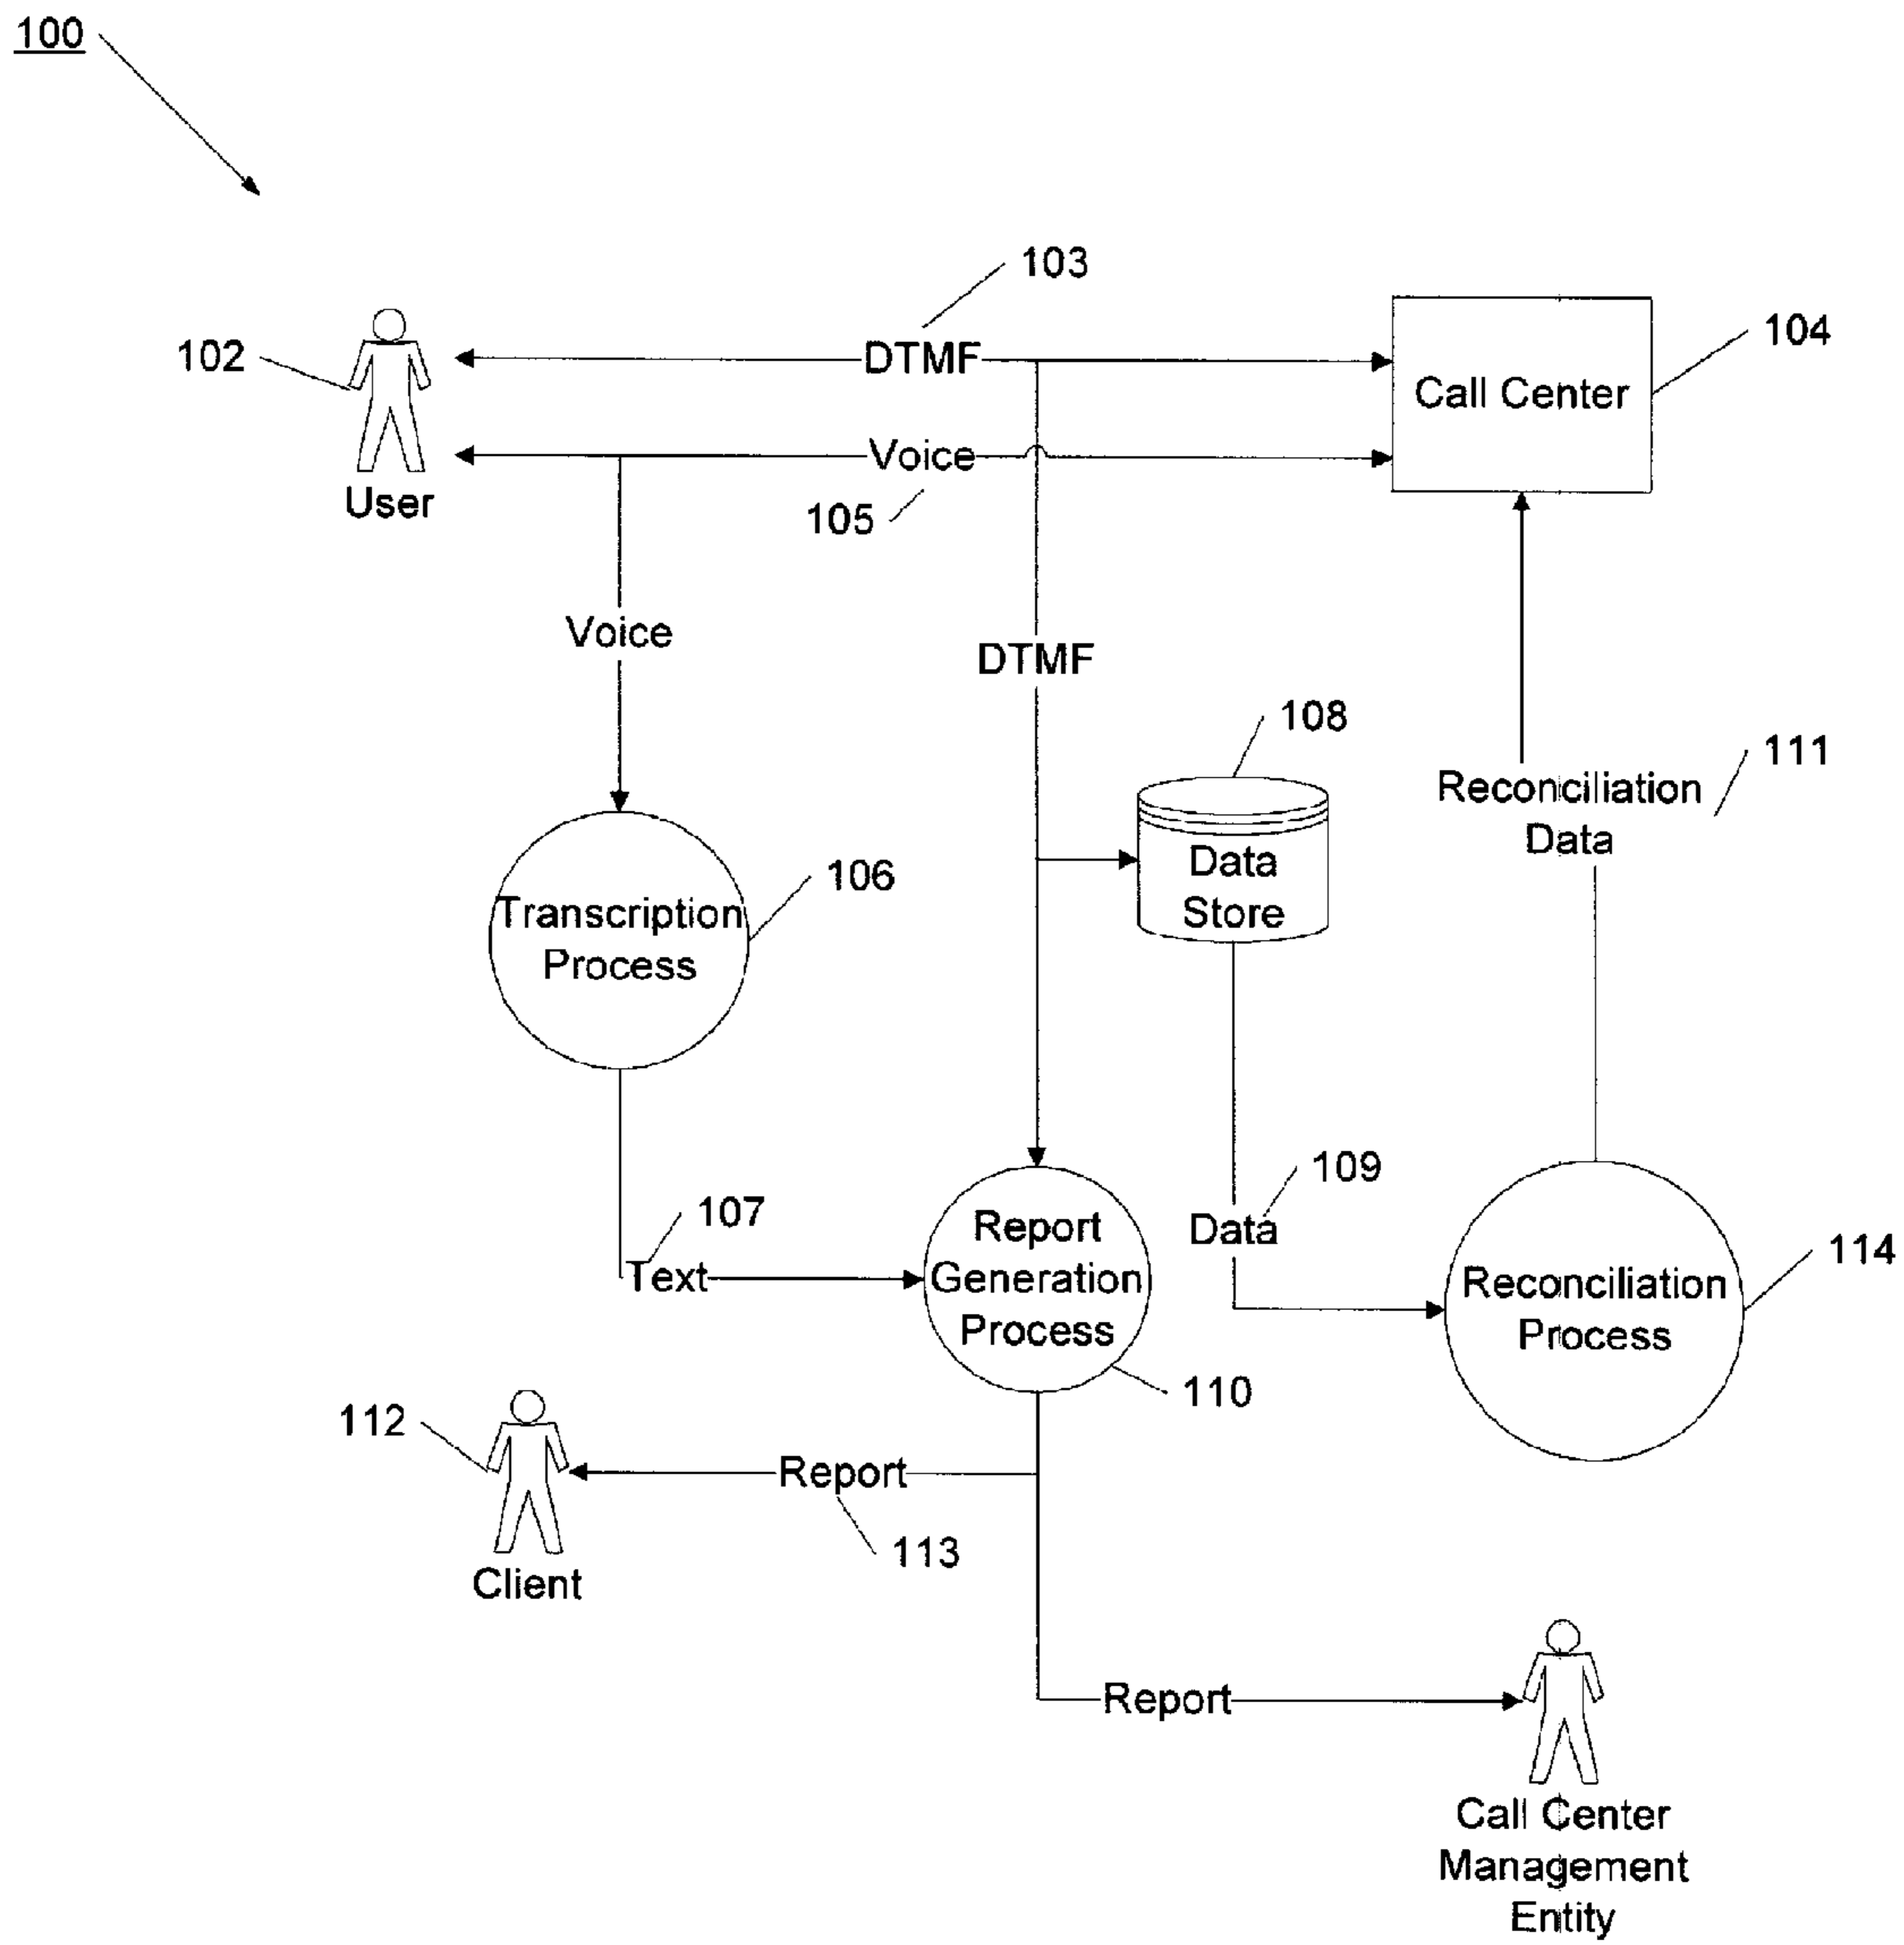 100
103
102
DTMF
104
Call Center
Voice
User
105
Voice
DTMF
108
111
Reconciliation
Data
Data
Store
106
Transcription
Process
109
107
Report
Generation
Process
Data
114
Text
Reconciliation
Process
110
112
Report
113
Client
Report
Call Center
Management
Entity